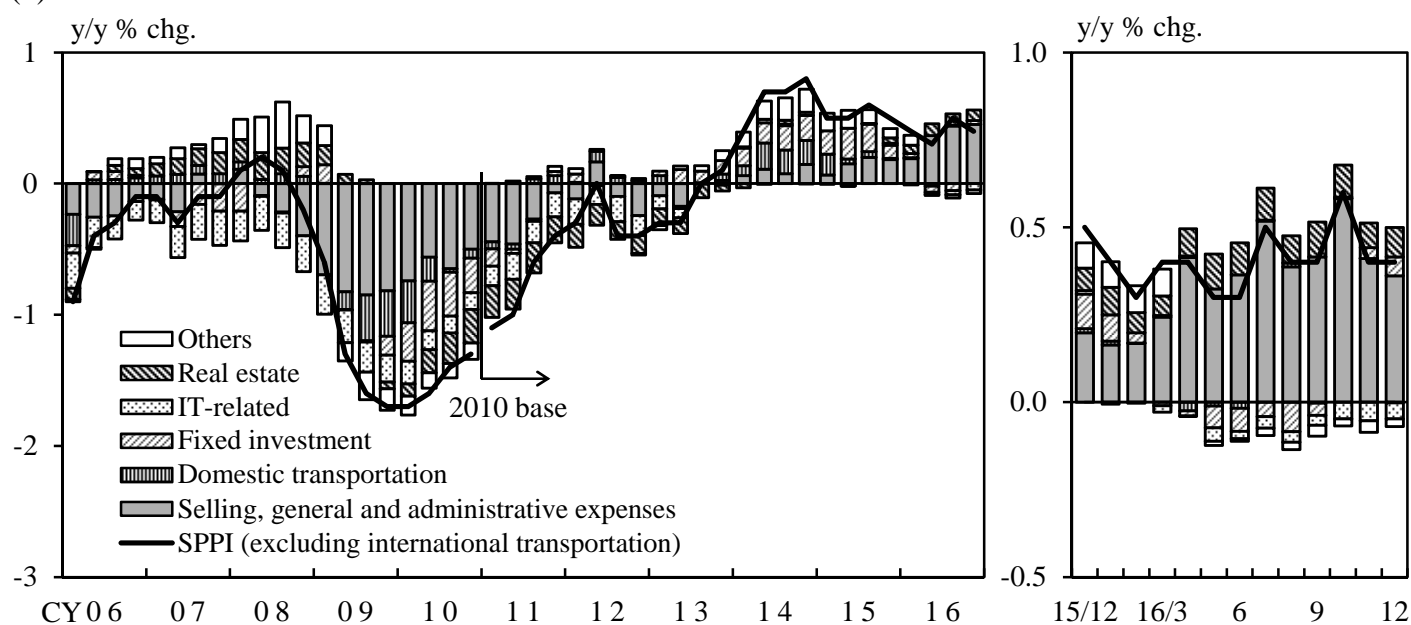 y/y % chg.
y/y % chg.
1
0
-1
-2
-3
1.0
0.5
0.0
-0.5
Others
Real estate
IT-related
Fixed investment
Domestic transportation
Selling, general and administrative expenses
SPPI (excluding international transportation)
2010 base
CY 0 6 0 7 0 8 0 9 1 0 1 1 1 2 1 3 1 4 1 5 1 6
15/12 16/3 6 9 12